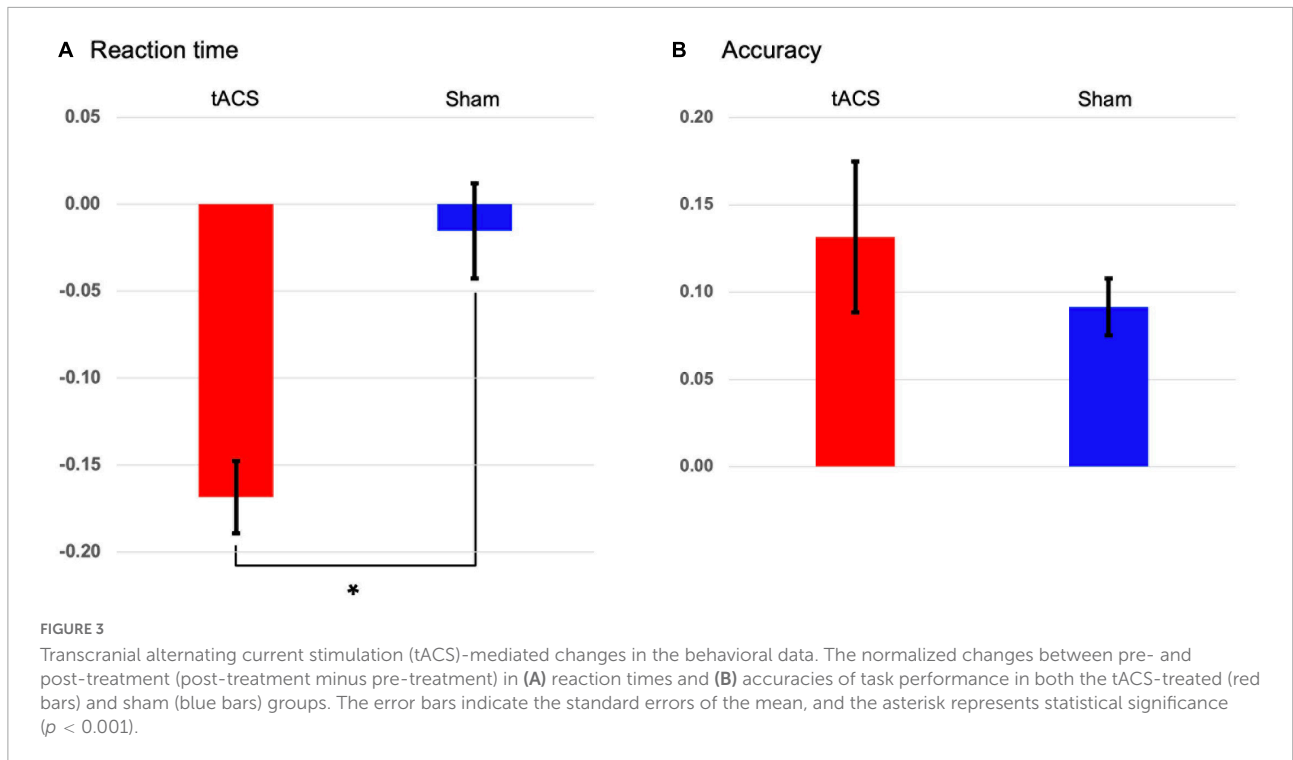 A Reaction time
tACS
Sham
0.05
0.00
-0.05
-0.10
-0.15
-0.20
*
B Accuracy
tACS
Sham
0.20
0.15
0.10
0.05
0.00
FIGURE 3
Transcranial alternating current stimulation (tACS)-mediated changes in the behavioral data. The normalized changes between pre- and
post-treatment (post-treatment minus pre-treatment) in (A) reaction times and (B) accuracies of task performance in both the tACS-treated (red
bars) and sham (blue bars) groups. The error bars indicate the standard errors of the mean, and the asterisk represents statistical significance
(p < 0.001).